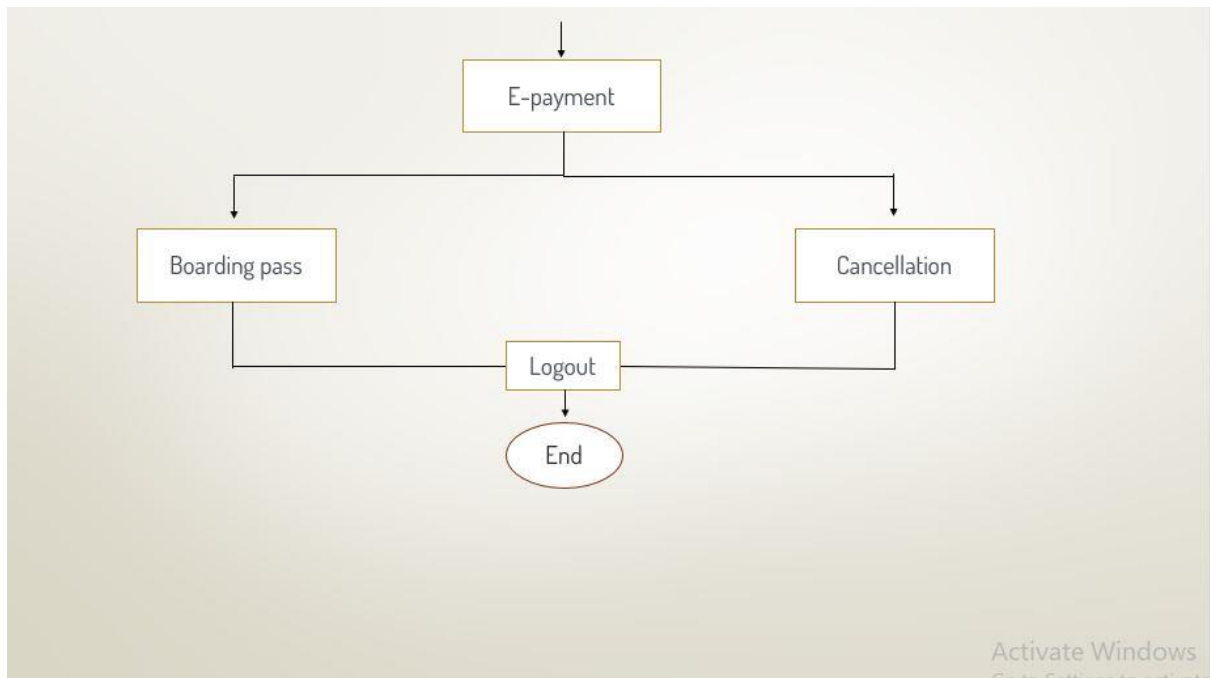 E-payment
Boarding pass
Cancellation
Logout
End
Activate Windows